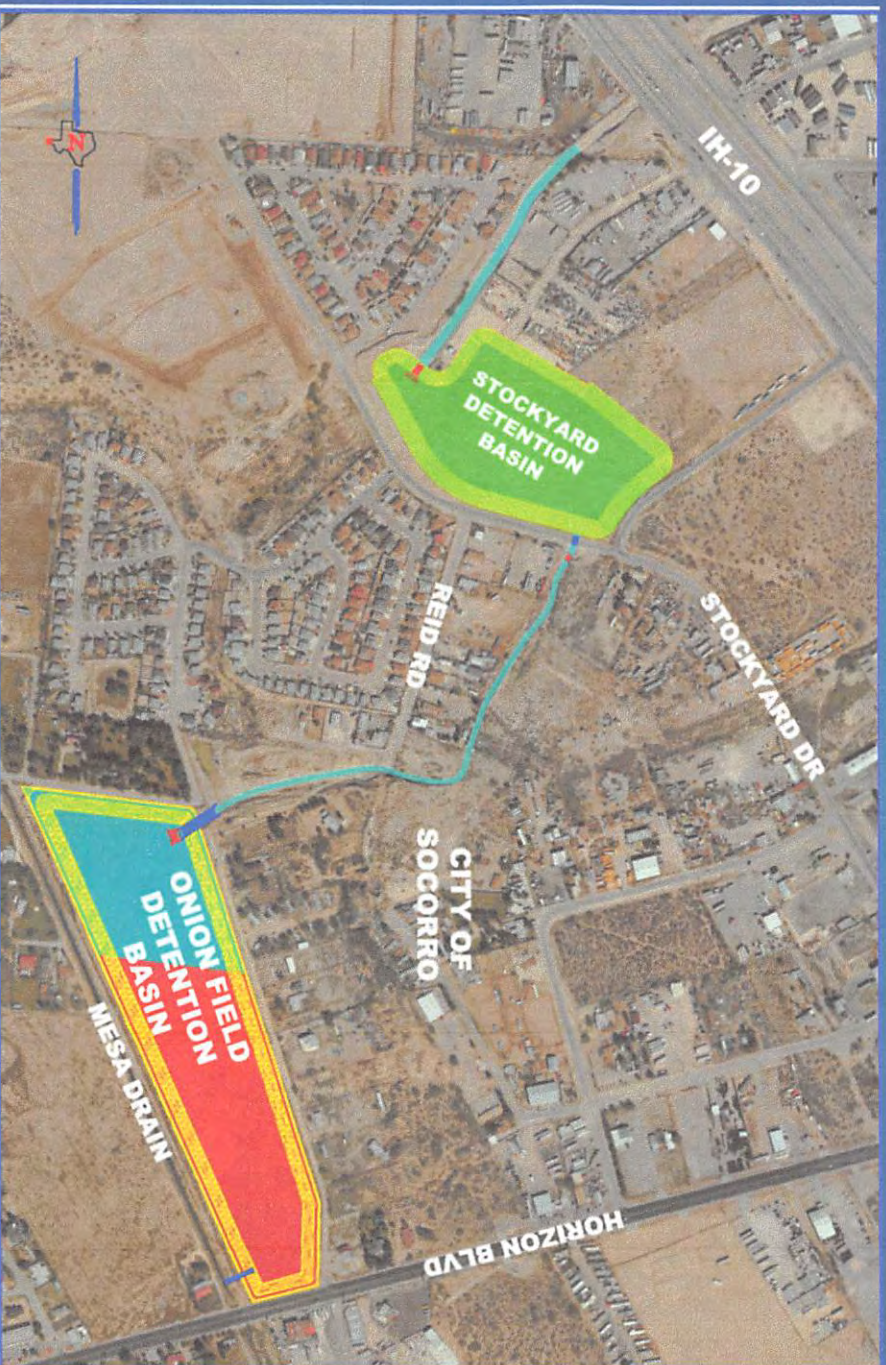 IH-10
STOCKYARD
DETENTION
BASIN
STOCKYARD DR
REID RD
CITY OF
SOCORRO
ONION FIELD
DETENTION
BASIN
MESA DRAIN
HORIZON BLVD
N